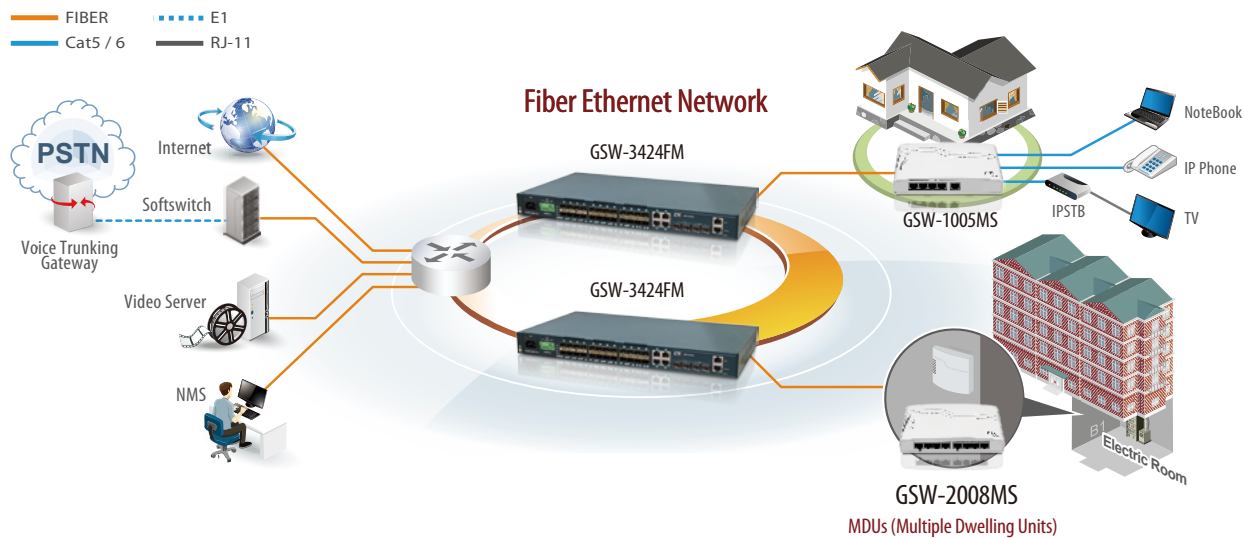 FIBER
E1
Cat5 / 6
RJ-11
Fiber Ethernet Network
PSTN
Internet
Softswitch
Voice Trunking
Gateway
Video Server
NMS
GSW-3424FM
GSW-3424FM
GSW-1005MS
NoteBook
IP Phone
IPSTB
TV
B1
Electric Room
GSW-2008MS
MDUs (Multiple Dwelling Units)